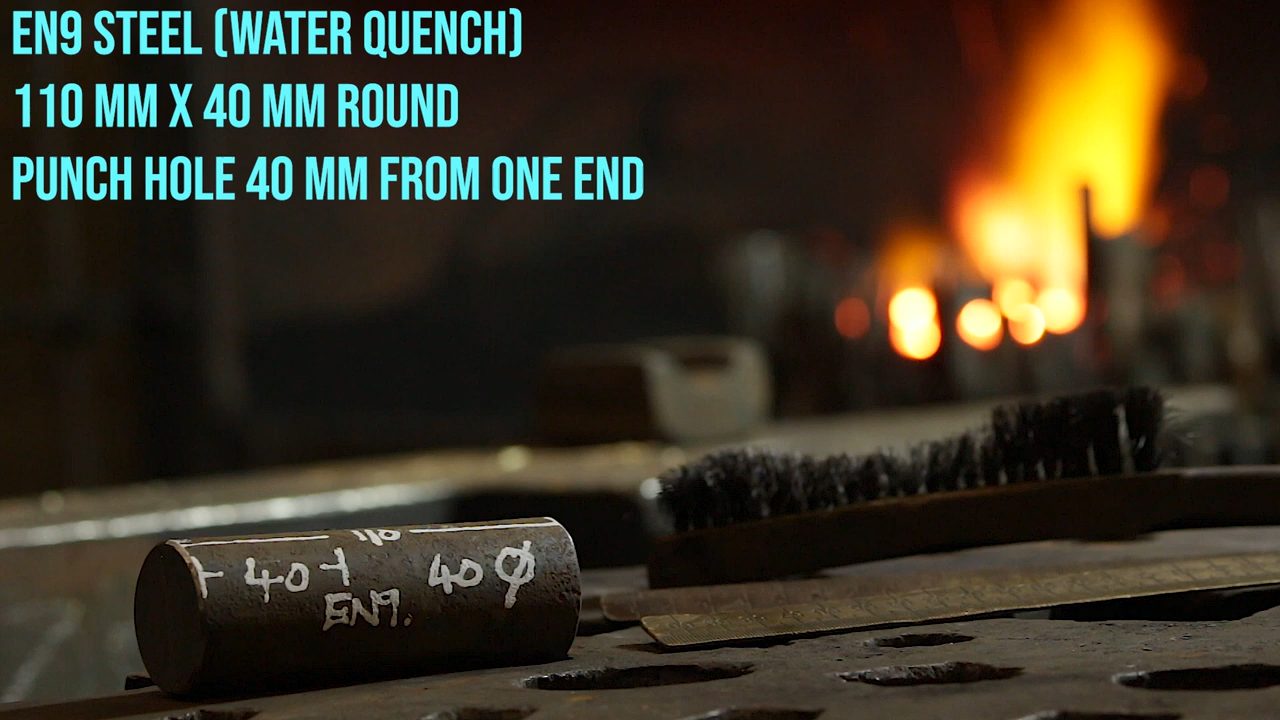 EN9 STEEL (WATER QUENCH)
110 MM X 40 MM ROUND
PUNCH HOLE 40 MM FROM ONE END
110
40 40 Ø
EN9.